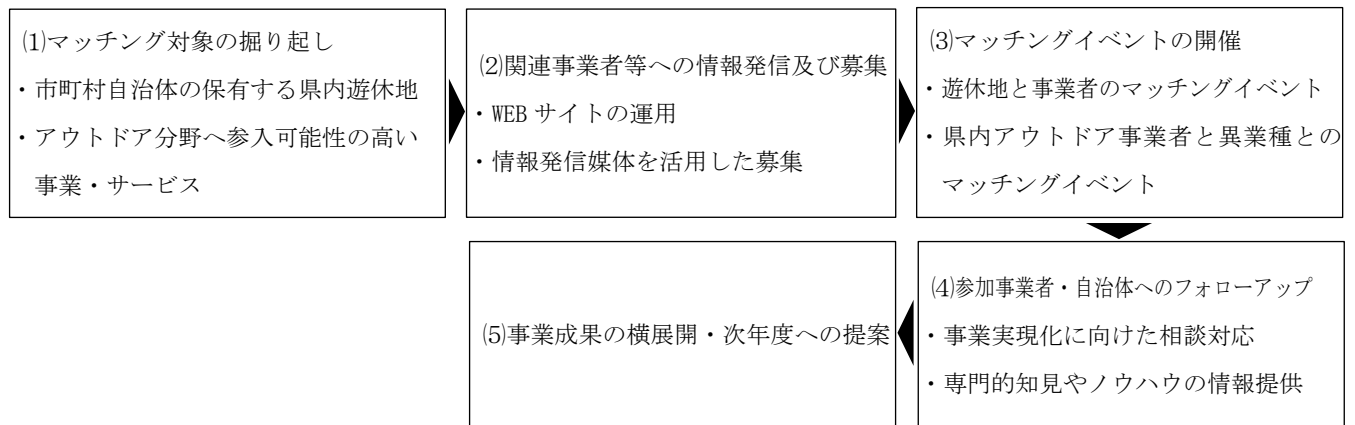 ⑴マッチング対象の掘り起し
・市町村自治体の保有する県内遊休地
・アウトドア分野へ参入可能性の高い
事業・サービス
⑵関連事業者等への情報発信及び募集
・WEB サイトの運用
・情報発信媒体を活用した募集
⑶マッチングイベントの開催
・遊休地と事業者のマッチングイベント
・県内アウトドア事業者と異業種との
マッチングイベント
⑷参加事業者・自治体へのフォローアップ
・事業実現化に向けた相談対応
・専門的知見やノウハウの情報提供
⑸事業成果の横展開・次年度への提案